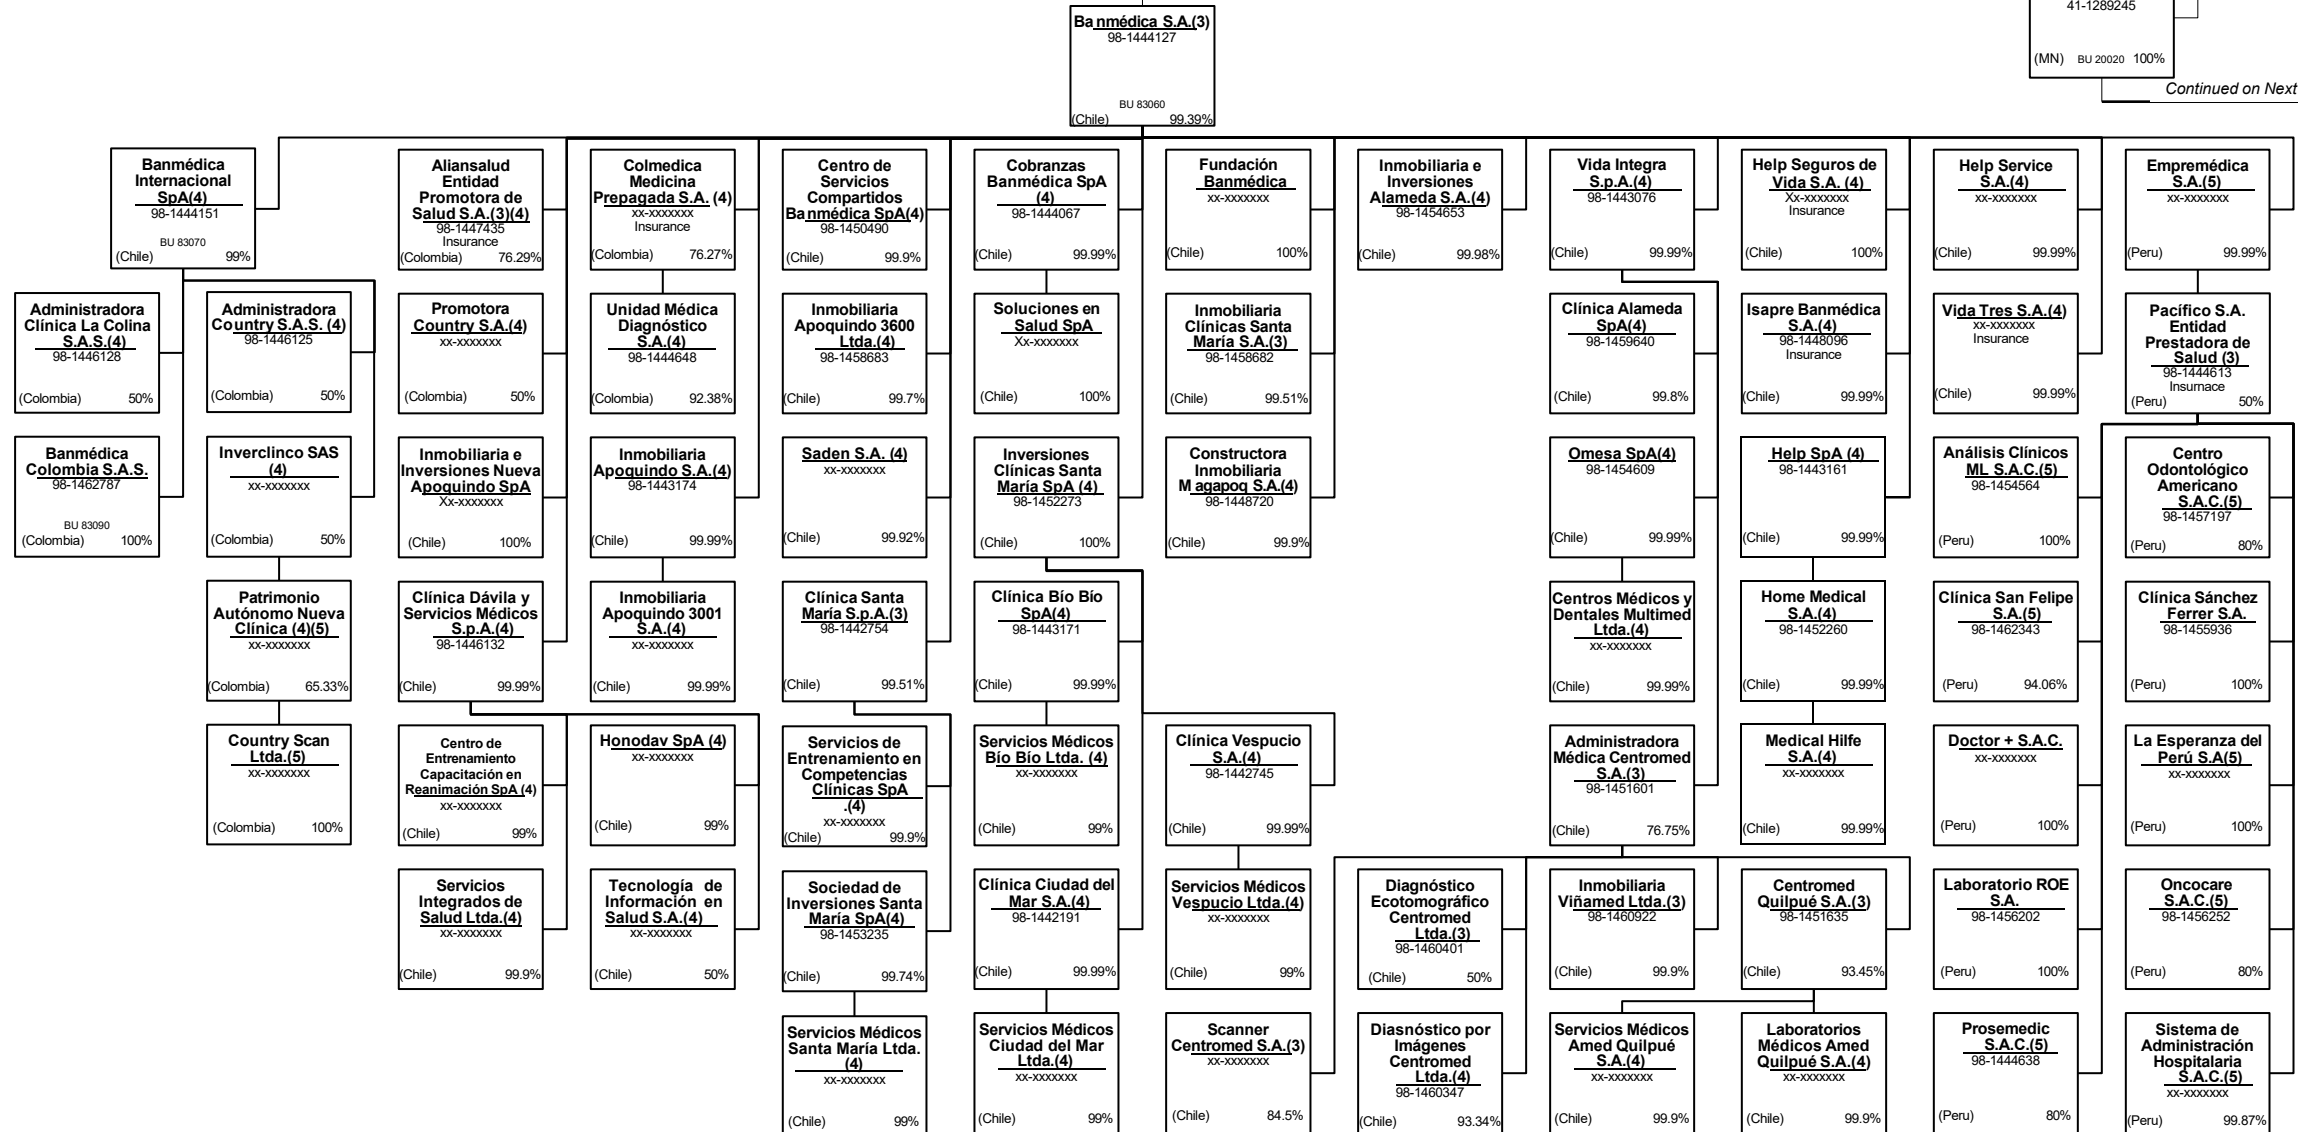 41-1289245
(MN) BU 20020 100%
Continued on Next
Banmédica S.A.(3)
98-1444127
BU 83060
(Chile) 99.39%
Banmédica
Internacional
SpA(4)
98-1444151
BU 83070
(Chile) 99%
Aliansalud
Entidad
Promotora de
Salud S.A.(3)(4)
98-1447435
Insurance
(Colombia) 76.29%
Colmedica
Medicina
Prepagada S.A. (4)
xx-xxxxxxx
Insurance
(Colombia) 76.27%
Centro de
Servicios
Compartidos
Banmédica SpA(4)
98-1450490
(Chile) 99.9%
Cobranzas
Banmédica SpA
(4)
98-1444067
(Chile) 99.99%
Fundación
Banmédica
xx-xxxxxxx
(Chile) 100%
Inmobiliaria e
Inversiones
Alameda S.A.(4)
98-1454653
(Chile) 99.98%
Vida Integra
S.p.A.(4)
98-1443076
(Chile) 99.99%
Help Seguros de
Vida S.A. (4)
Xx-xxxxxxx
Insurance
(Chile) 100%
Help Service
S.A.(4)
xx-xxxxxxx
(Chile) 99.99%
Empremédica
S.A.(5)
xx-xxxxxxx
(Peru) 99.99%
Administradora
Clínica La Colina
S.A.S.(4)
98-1446128
(Colombia) 50%
Administradora
Country S.A.S. (4)
98-1446125
(Colombia) 50%
Promotora
Country S.A.(4)
xx-xxxxxxx
(Colombia) 50%
Unidad Médica
Diagnóstico
S.A.(4)
98-1444648
(Colombia) 92.38%
Inmobiliaria
Apoquindo 3600
Ltda.(4)
98-1458683
(Chile) 99.7%
Soluciones en
Salud SpA
Xx-xxxxxxx
(Chile) 100%
Inmobiliaria
Clínicas Santa
María S.A.(3)
98-1458682
(Chile) 99.51%
Clínica Alameda
SpA(4)
98-1459640
(Chile) 99.8%
Isapre Banmédica
S.A.(4)
98-1448096
Insurance
(Chile) 99.99%
Vida Tres S.A.(4)
xx-xxxxxxx
Insurance
(Chile) 99.99%
Pacífico S.A.
Entidad
Prestadora de
Salud (3)
98-1444613
Insurnace
(Peru) 50%
Banmédica
Colombia S.A.S.
98-1462787
BU 83090
(Colombia) 100%
Inverclinco SAS
(4)
xx-xxxxxxx
(Colombia) 50%
Inmobiliaria e
Inversiones Nueva
Apoquindo SpA
Xx-xxxxxxx
(Chile) 100%
Inmobiliaria
Apoquindo S.A.(4)
98-1443174
(Chile) 99.99%
Saden S.A. (4)
xx-xxxxxxx
(Chile) 99.92%
Inversiones
Clínicas Santa
María SpA (4)
98-1452273
(Chile) 100%
Constructora
Inmobiliaria
Magapoq S.A.(4)
98-1448720
(Chile) 99.9%
Omesa SpA(4)
98-1454609
(Chile) 99.99%
Help SpA (4)
98-1443161
(Chile) 99.99%
Análisis Clínicos
ML S.A.C.(5)
98-1454564
(Peru) 100%
Centro
Odontológico
Americano
S.A.C.(5)
98-1457197
(Peru) 80%
Patrimonio
Autónomo Nueva
Clínica (4)(5)
xx-xxxxxxx
(Colombia) 65.33%
Clínica Dávila y
Servicios Médicos
S.p.A.(4)
98-1446132
(Chile) 99.99%
Inmobiliaria
Apoquindo 3001
S.A.(4)
xx-xxxxxxx
(Chile) 99.99%
Clínica Santa
María S.p.A.(3)
98-1442754
(Chile) 99.51%
Clínica Bío Bío
SpA(4)
98-1443171
(Chile) 99.99%
Centros Médicos y
Dentales Multimed
Ltda.(4)
xx-xxxxxxx
(Chile) 99.99%
Home Medical
S.A.(4)
98-1452260
(Chile) 99.99%
Clínica San Felipe
S.A.(5)
98-1462343
(Peru) 94.06%
Clínica Sánchez
Ferrer S.A.
98-1455936
(Peru) 100%
Country Scan
Ltda.(5)
xx-xxxxxxx
(Colombia) 100%
Centro de
Entrenamiento
Capacitación en
Reanimación SpA (4)
xx-xxxxxxx
(Chile) 99%
Honodav SpA (4)
xx-xxxxxxx
(Chile) 99%
Servicios de
Entrenamiento en
Competencias
Clínicas SpA
.(4)
xx-xxxxxxx
(Chile) 99.9%
Servicios Médicos
Bío Bío Ltda. (4)
xx-xxxxxxx
(Chile) 99%
Clínica Vespucio
S.A.(4)
98-1442745
(Chile) 99.99%
Administradora
Médica Centromed
S.A.(3)
98-1451601
(Chile) 76.75%
Medical Hilfe
S.A.(4)
xx-xxxxxxx
(Chile) 99.99%
Doctor + S.A.C.
xx-xxxxxxx
(Peru) 100%
La Esperanza del
Perú S.A(5)
xx-xxxxxxx
(Peru) 100%
Servicios
Integrados de
Salud Ltda.(4)
xx-xxxxxxx
(Chile) 99.9%
Tecnología de
Información en
Salud S.A.(4)
xx-xxxxxxx
(Chile) 50%
Sociedad de
Inversiones Santa
María SpA(4)
98-1453235
(Chile) 99.74%
Clínica Ciudad del
Mar S.A.(4)
98-1442191
(Chile) 99.99%
Servicios Médicos
Vespucio Ltda.(4)
xx-xxxxxxx
(Chile) 99%
Diagnóstico
Ecotomográfico
Centromed
Ltda.(3)
98-1460401
(Chile) 50%
Inmobiliaria
Viñamed Ltda.(3)
98-1460922
(Chile) 99.9%
Centromed
Quilpué S.A.(3)
98-1451635
(Chile) 93.45%
Laboratorio ROE
S.A.
98-1456202
(Peru) 100%
Oncocare
S.A.C.(5)
98-1456252
(Peru) 80%
Servicios Médicos
Santa María Ltda.
(4)
xx-xxxxxxx
(Chile) 99%
Servicios Médicos
Ciudad del Mar
Ltda.(4)
xx-xxxxxxx
(Chile) 99%
Scanner
Centromed S.A.(3)
xx-xxxxxxx
(Chile) 84.5%
Diasnóstico por
Imágenes
Centromed
Ltda.(4)
98-1460347
(Chile) 93.34%
Servicios Médicos
Amed Quilpué
S.A.(4)
xx-xxxxxxx
(Chile) 99.9%
Laboratorios
Médicos Amed
Quilpué S.A.(4)
xx-xxxxxxx
(Chile) 99.9%
Prosemedic
S.A.C.(5)
98-1444638
(Peru) 80%
Sistema de
Administración
Hospitalaria
S.A.C.(5)
xx-xxxxxxx
(Peru) 99.87%